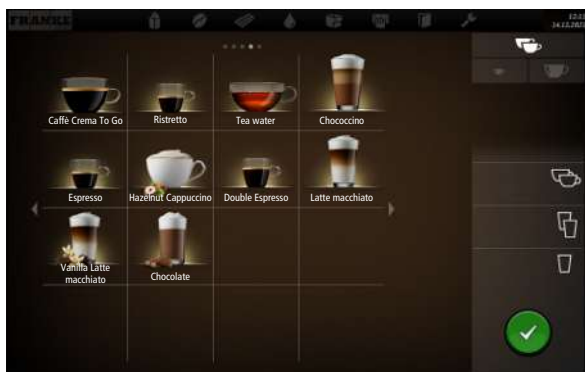 FRANKE
Caffè Crema To Go
Ristretto
Tea water
Chococcino
Espresso
Hazelnut Cappuccino
Double Espresso
Latte macchiato
Vanilla Latte
macchiato
Chocolate